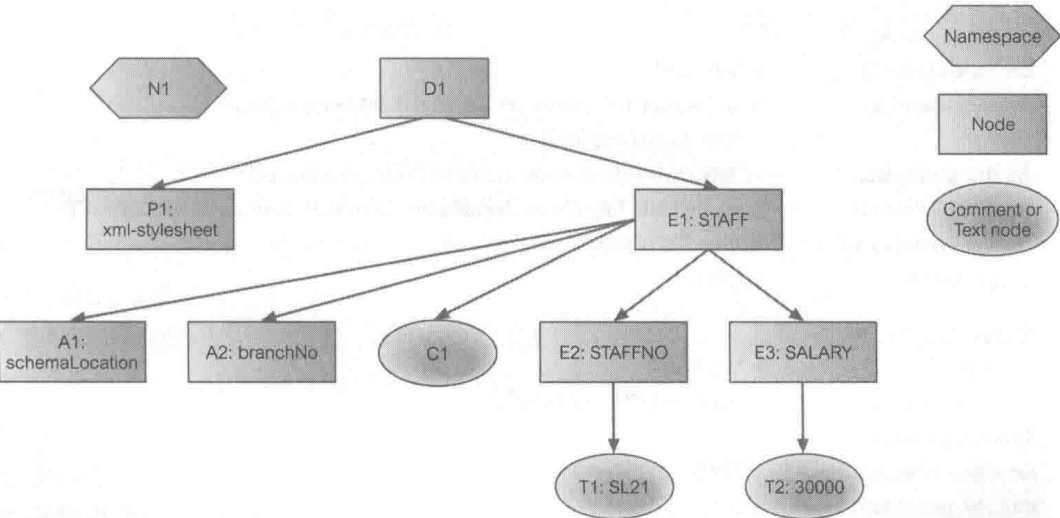 Namespace
N1
D1
Node
P1:
xml-stylesheet
E1: STAFF
Comment or
Text node
A1:
schemaLocation
A2: branchNo
C1
E2: STAFFNO
E3: SALARY
T1: SL21
T2: 30000